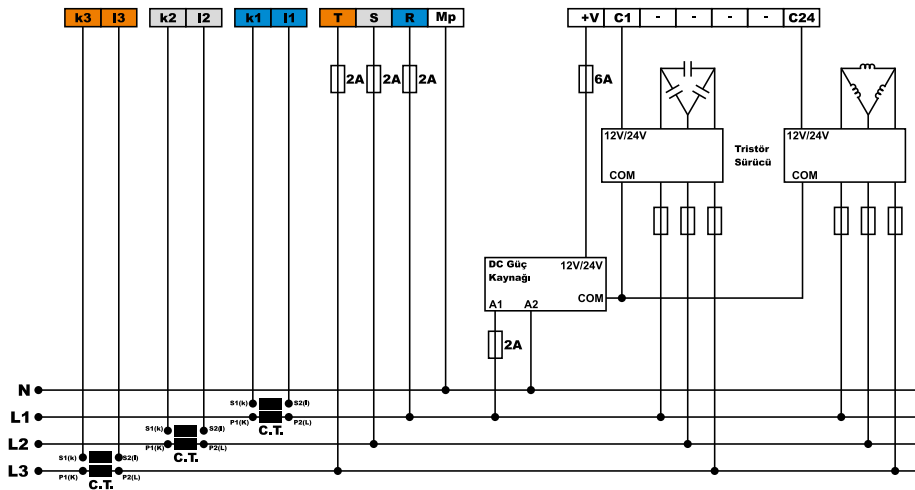 k3 l3 k2 l2 k1 l1 T S R Mp +V C1 - - - - C24
2A 2A 2A 6A
12V/24V
COM
Tristör
Sürücü
12V/24V
COM
DC Güç
Kaynağı
12V/24V
COM
A1 A2
2A
N
L1
S1(k) S2(l)
P1(K) P2(L)
C.T.
L2
S1(k) S2(l)
P1(K) P2(L)
C.T.
L3
S1(k) S2(l)
P1(K) P2(L)
C.T.